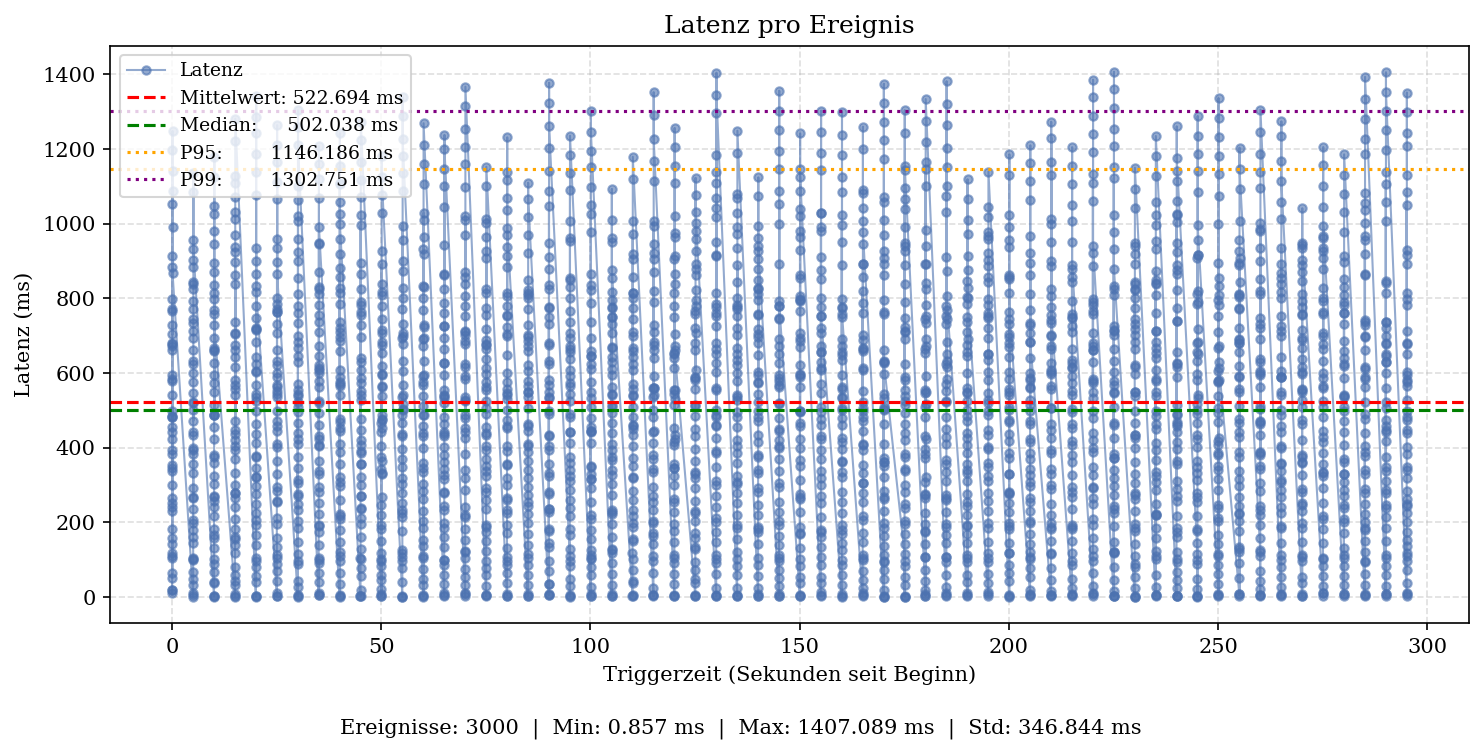 Latenz pro Ereignis
Latenz
Mittelwert: 522.694 ms
Median: 502.038 ms
P95: 1146.186 ms
P99: 1302.751 ms
1400
1200
1000
800
600
400
200
0
Latenz (ms)
0 50 100 150 200 250 300
Triggerzeit (Sekunden seit Beginn)
Ereignisse: 3000 | Min: 0.857 ms | Max: 1407.089 ms | Std: 346.844 ms